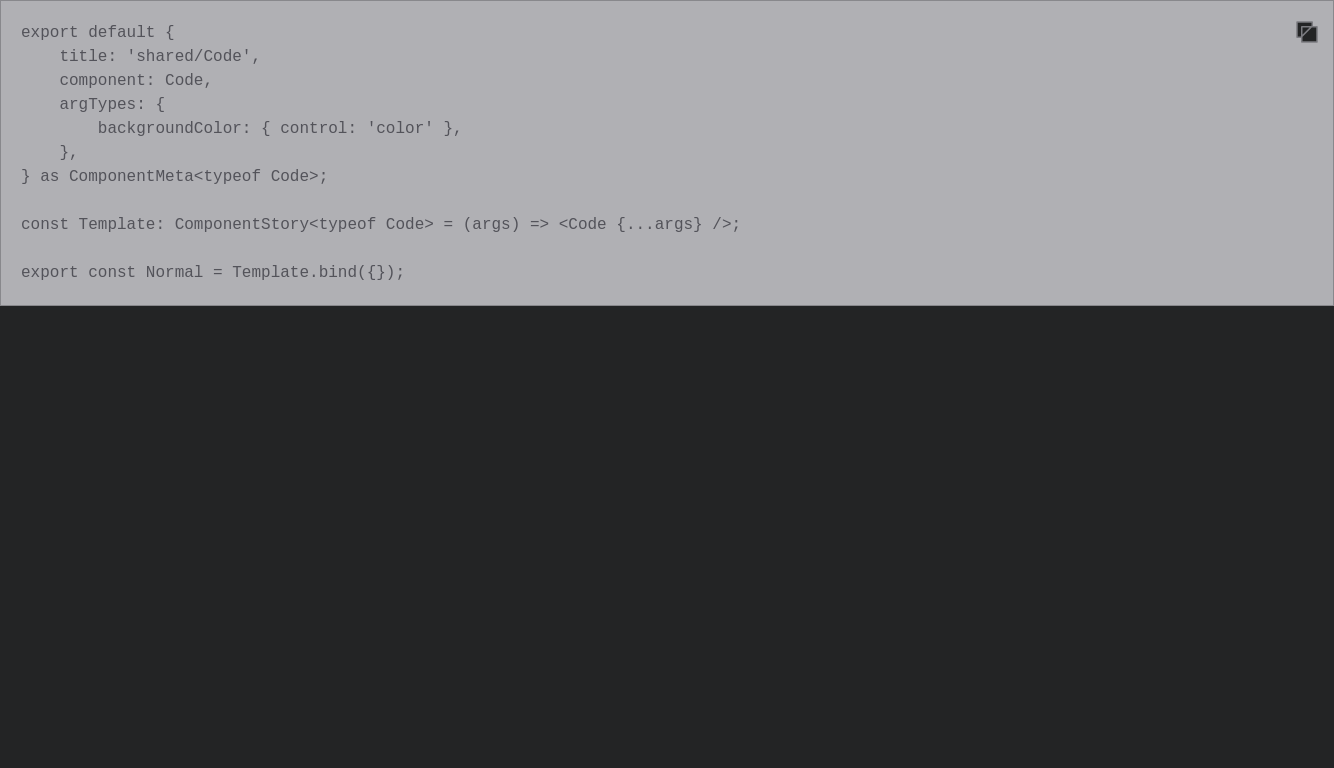 export default {
    title: 'shared/Code',
    component: Code,
    argTypes: {
        backgroundColor: { control: 'color' },
    },
} as ComponentMeta<typeof Code>;

const Template: ComponentStory<typeof Code> = (args) => <Code {...args} />;

export const Normal = Template.bind({});